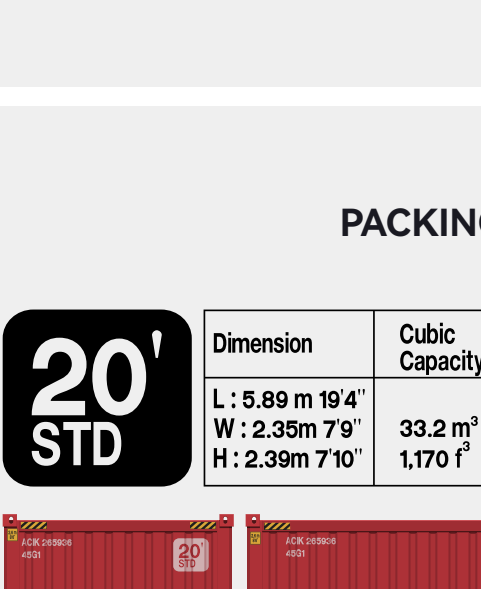 PACKIN
20'
STD
Dimension
Cubic
Capacity
L : 5.89 m 19'4"
W : 2.35m 7'9"
H : 2.39m 7'10"
33.2 m³
1,170 f³
ACIK 265936
45G1
20'
STD
ACIK 265936
45G1